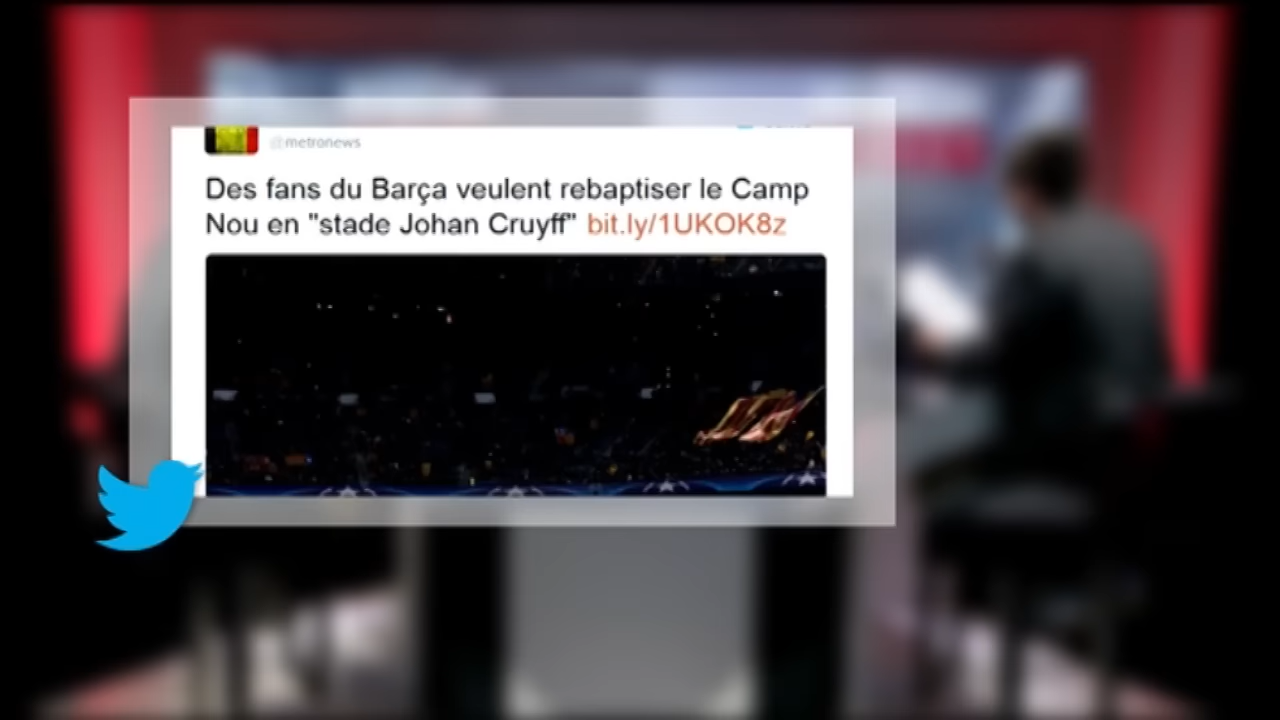 @metronews
Des fans du Barça veulent rebaptiser le Camp
Nou en "stade Johan Cruyff" bit.ly/1UKOK8z